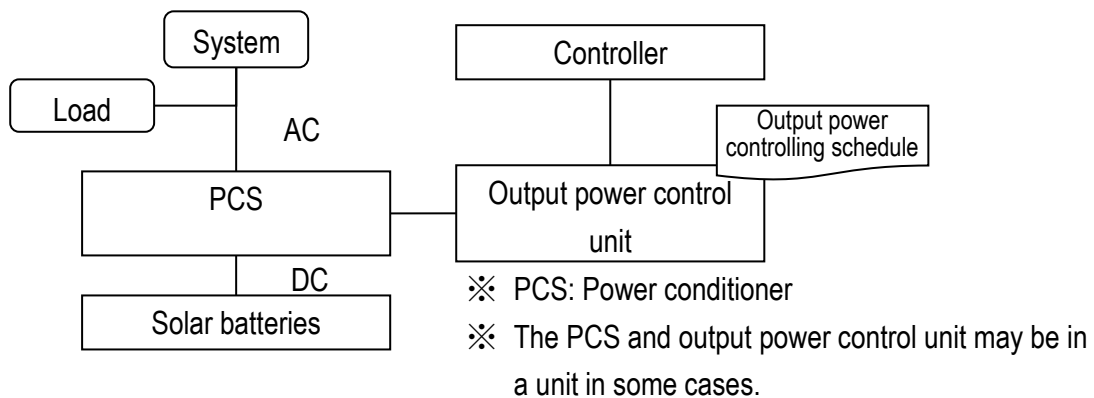 System
Controller
Load
AC
Output power
controlling schedule
PCS
Output power control
unit
DC
Solar batteries
※ PCS: Power conditioner
※ The PCS and output power control unit may be in
a unit in some cases.